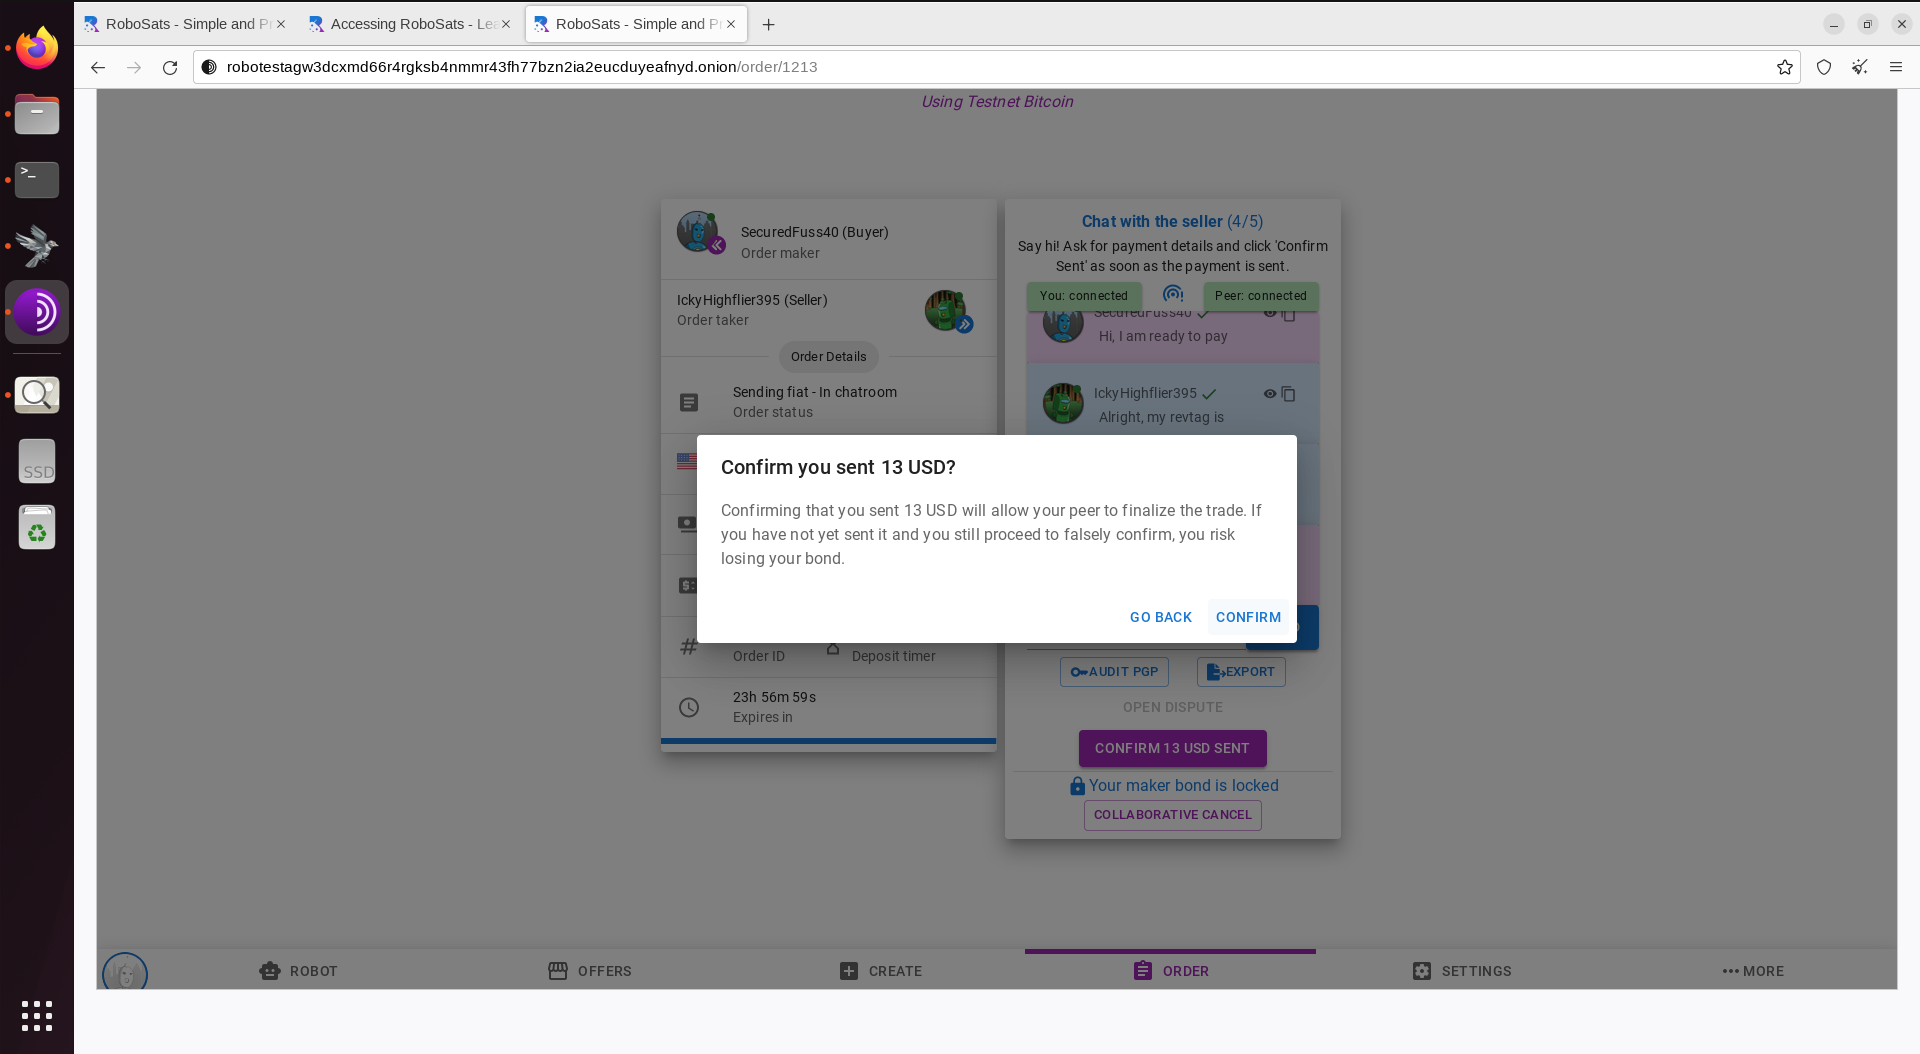 RoboSats - Simple and Pr
Accessing RoboSats - Lea
RoboSats - Simple and Pr
robotestagw3dcxmd66r4rgksb4nmmr43fh77bzn2ia2eucduyeafnyd.onion/order/1213
Using Testnet Bitcoin
SecuredFuss40 (Buyer)
Order maker
IckyHighflier395 (Seller)
Order taker
Order Details
Sending fiat - In chatroom
Order status
Order ID
Deposit timer
23h 56m 59s
Expires in
Chat with the seller (4/5)
Say hi! Ask for payment details and click 'Confirm
Sent' as soon as the payment is sent.
You: connected
Peer: connected
SecuredFuss40
Hi, I am ready to pay
IckyHighflier395
Alright, my revtag is
Confirm you sent 13 USD?
Confirming that you sent 13 USD will allow your peer to finalize the trade. If
you have not yet sent it and you still proceed to falsely confirm, you risk
losing your bond.
GO BACK
CONFIRM
AUDIT PGP
EXPORT
OPEN DISPUTE
CONFIRM 13 USD SENT
Your maker bond is locked
COLLABORATIVE CANCEL
ROBOT
OFFERS
CREATE
ORDER
SETTINGS
MORE
>_
SSD